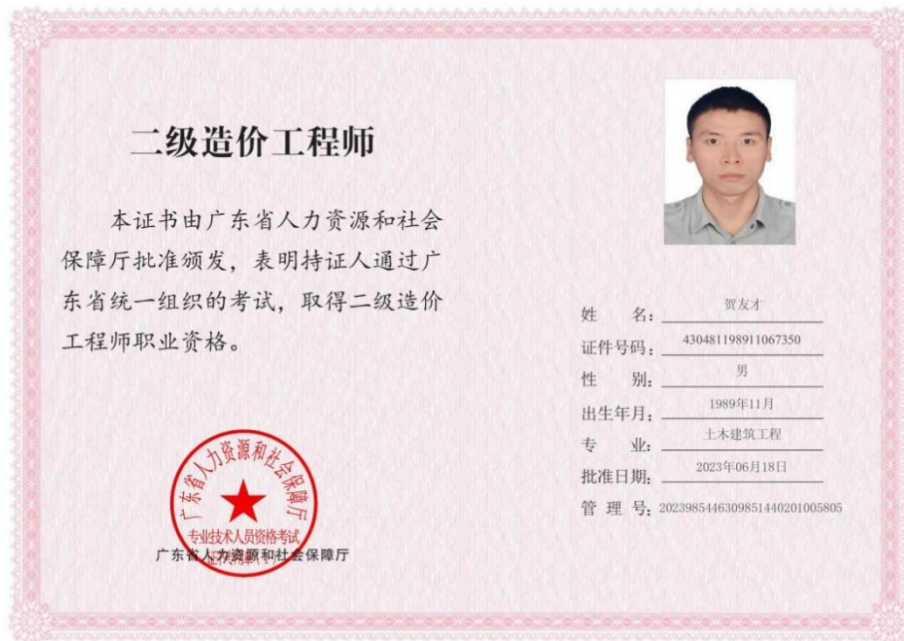 二级造价工程师
本证书由广东省人力资源和社会
保障厅批准颁发，表明持证人通过广
东省统一组织的考试，取得二级造价
工程师职业资格。
广东省人力资源和社会保障厅
专业技术人员资格考试
广东省人力资源和社会保障厅
姓 名：贺友才
证件号码：430481198911067350
性 别：男
出生年月：1989年11月
专 业：土木建筑工程
批准日期：2023年06月18日
管 理 号：2023985446309851440201005805